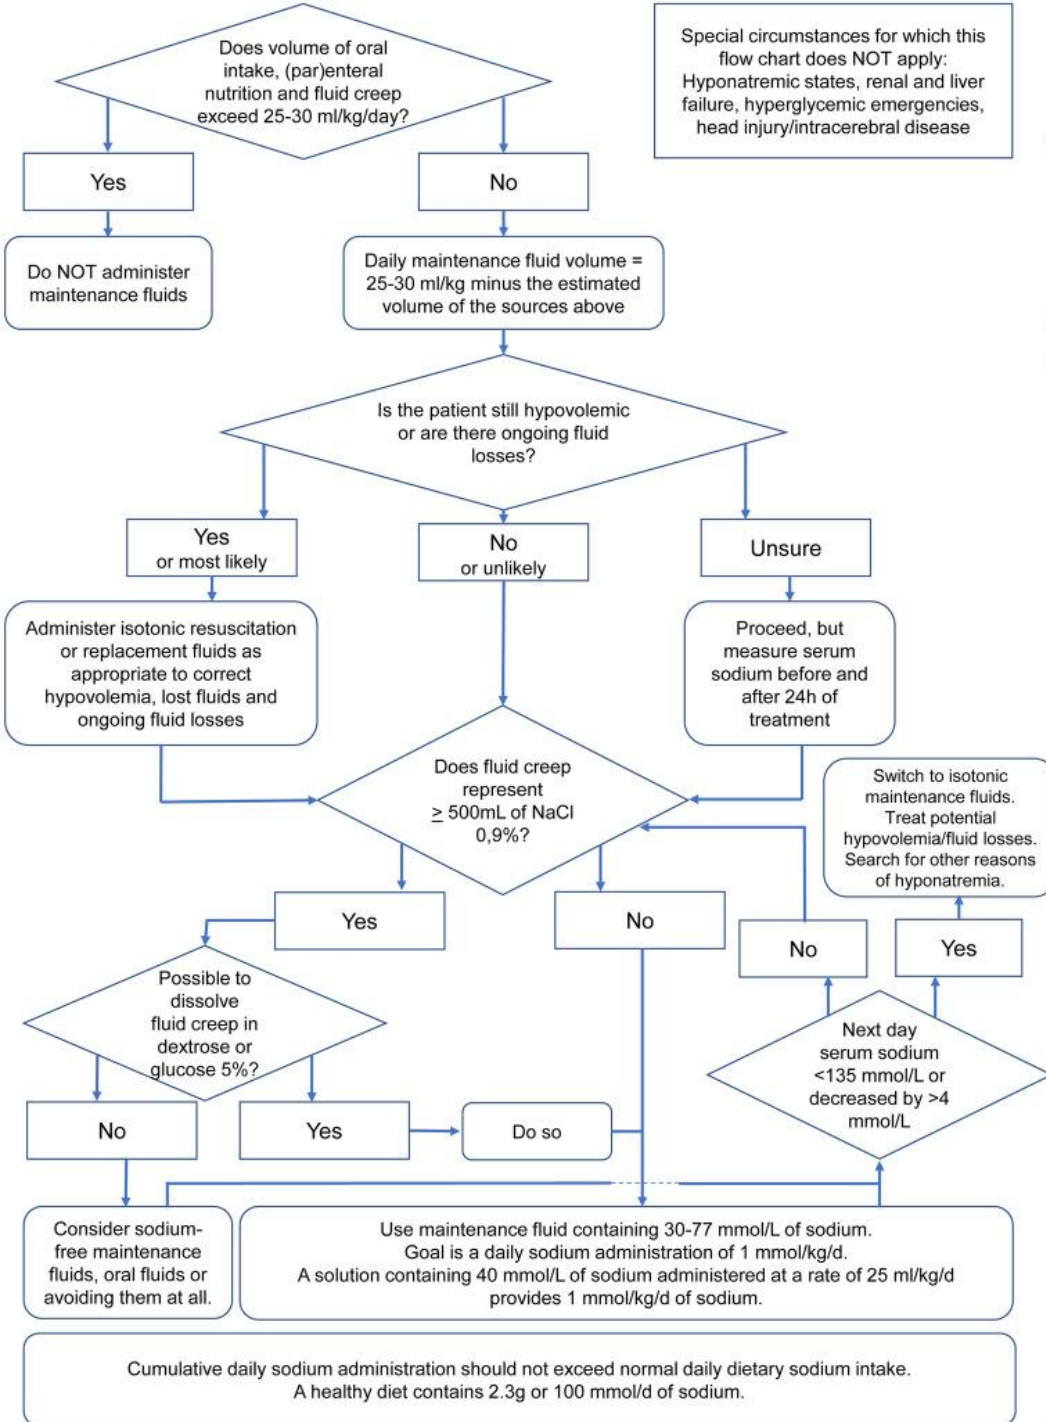 Does volume of oral
intake, (par)enteral
nutrition and fluid creep
exceed 25-30 ml/kg/day?
Special circumstances for which this
flow chart does NOT apply:
Hyponatremic states, renal and liver
failure, hyperglycemic emergencies,
head injury/intracerebral disease
Yes
No
Do NOT administer
maintenance fluids
Daily maintenance fluid volume =
25-30 ml/kg minus the estimated
volume of the sources above
Is the patient still hypovolemic
or are there ongoing fluid
losses?
Yes
or most likely
No
or unlikely
Unsure
Administer isotonic resuscitation
or replacement fluids as
appropriate to correct
hypovolemia, lost fluids and
ongoing fluid losses
Proceed, but
measure serum
sodium before and
after 24h of
treatment
Does fluid creep
represent
≥ 500mL of NaCl
0,9%?
Switch to isotonic
maintenance fluids.
Treat potential
hypovolemia/fluid losses.
Search for other reasons
of hyponatremia.
Yes
No
No
Yes
Possible to
dissolve
fluid creep in
dextrose or
glucose 5%?
Next day
serum sodium
<135 mmol/L or
decreased by >4
mmol/L
No
Yes
Do so
Consider sodium-
free maintenance
fluids, oral fluids or
avoiding them at all.
Use maintenance fluid containing 30-77 mmol/L of sodium.
Goal is a daily sodium administration of 1 mmol/kg/d.
A solution containing 40 mmol/L of sodium administered at a rate of 25 ml/kg/d
provides 1 mmol/kg/d of sodium.
Cumulative daily sodium administration should not exceed normal daily dietary sodium intake.
A healthy diet contains 2.3g or 100 mmol/d of sodium.